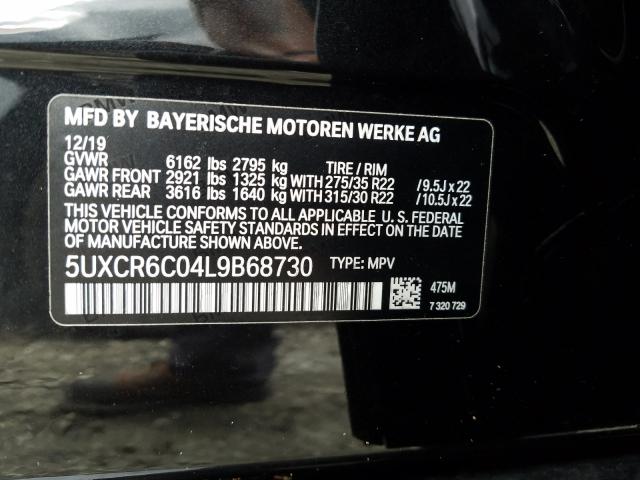 MFD BY BAYERISCHE MOTOREN WERKE AG
12/19
GVWR 6162 lbs 2795 kg TIRE / RIM
GAWR FRONT 2921 lbs 1325 kg WITH 275/35 R22 / 9.5J x 22
GAWR REAR 3616 lbs 1640 kg WITH 315/30 R22 / 10.5J x 22
THIS VEHICLE CONFORMS TO ALL APPLICABLE U. S. FEDERAL
MOTOR VEHICLE SAFETY STANDARDS IN EFFECT ON THE DATE
OF MANUFACTURE SHOWN ABOVE.
5UXCR6C04L9B68730 TYPE: MPV
475M
7 320 729